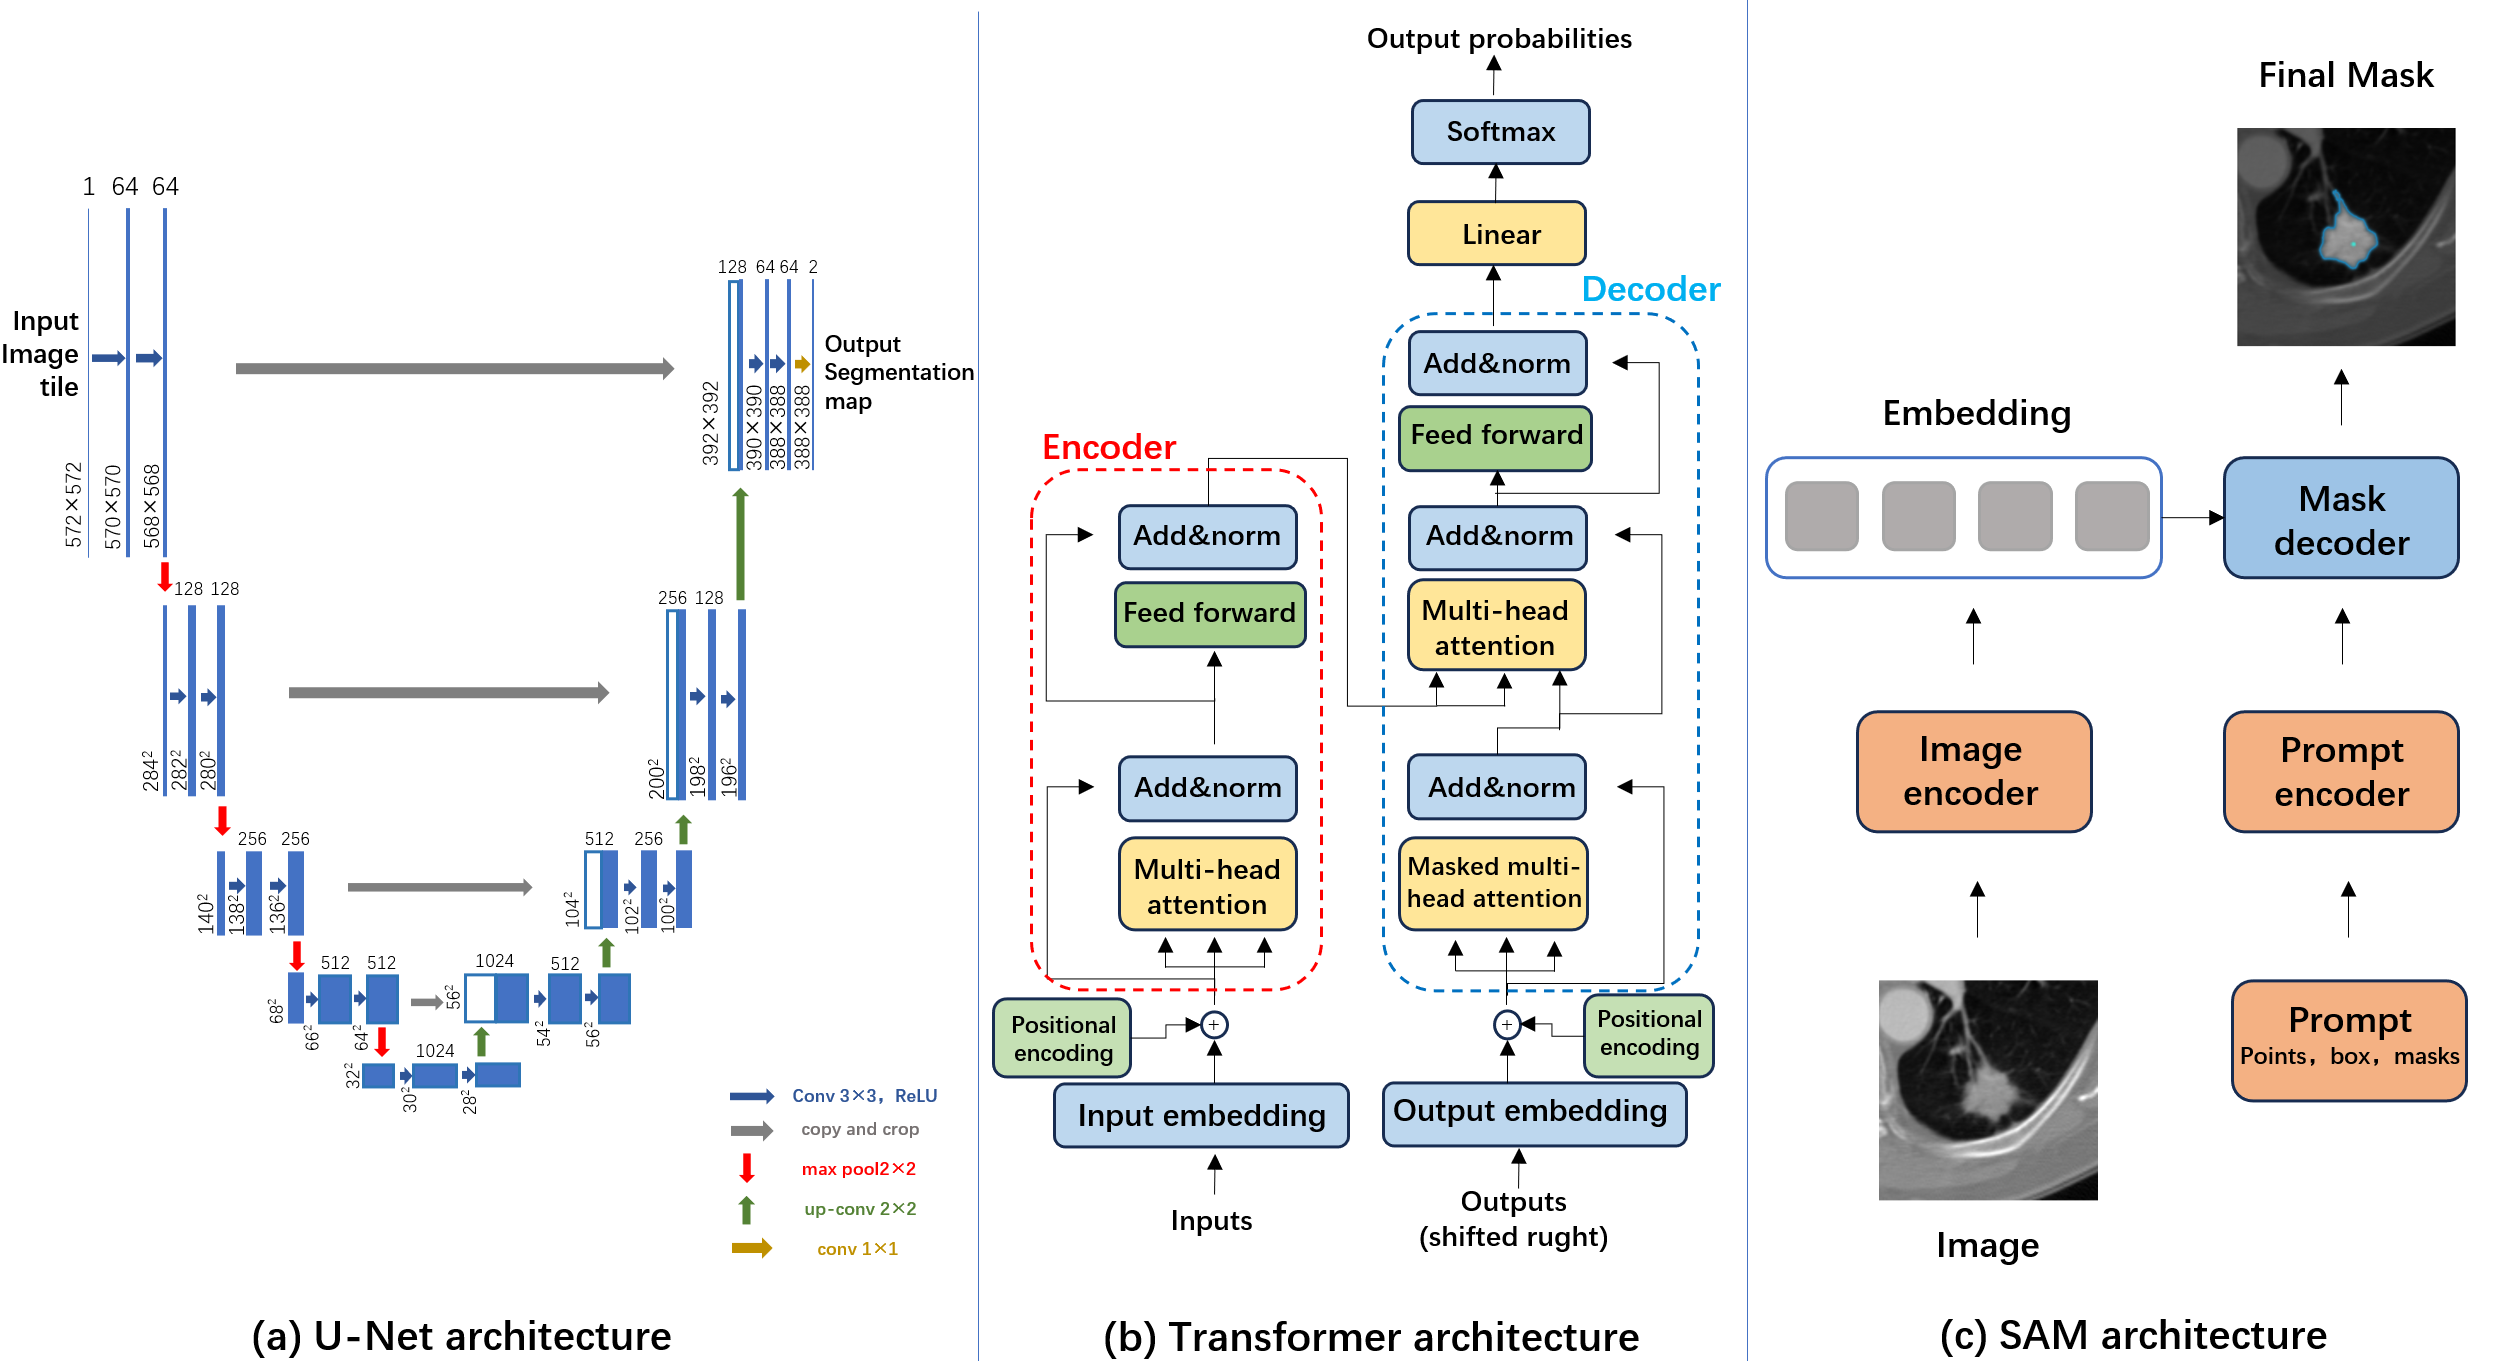 1 64 64
Input
Image
tile
572×572
570×570
568×568
128 128
284²
282²
280²
256 256
140²
138²
136²
512 512
68²
66²
64²
1024
32²
30²
28²
1024 512
56²
54²
56²
512 256
104²
102²
100²
256 128
200²
198²
196²
128 64 64 2
392×392
390×390
388×388
388×388
Output
Segmentation
map
Conv 3×3, ReLU
copy and crop
max pool2×2
up-conv 2×2
conv 1×1
(a) U-Net architecture
Output probabilities
Softmax
Linear
Decoder
Add&norm
Feed forward
Add&norm
Multi-head
attention
Add&norm
Masked multi-
head attention
Positional
encoding
+
Output embedding
Outputs
(shifted rught)
Encoder
Add&norm
Feed forward
Add&norm
Multi-head
attention
Positional
encoding
+
Input embedding
Inputs
(b) Transformer architecture
Final Mask
Embedding
Mask
decoder
Image
encoder
Prompt
encoder
Prompt
Points, box, masks
Image
(c) SAM architecture